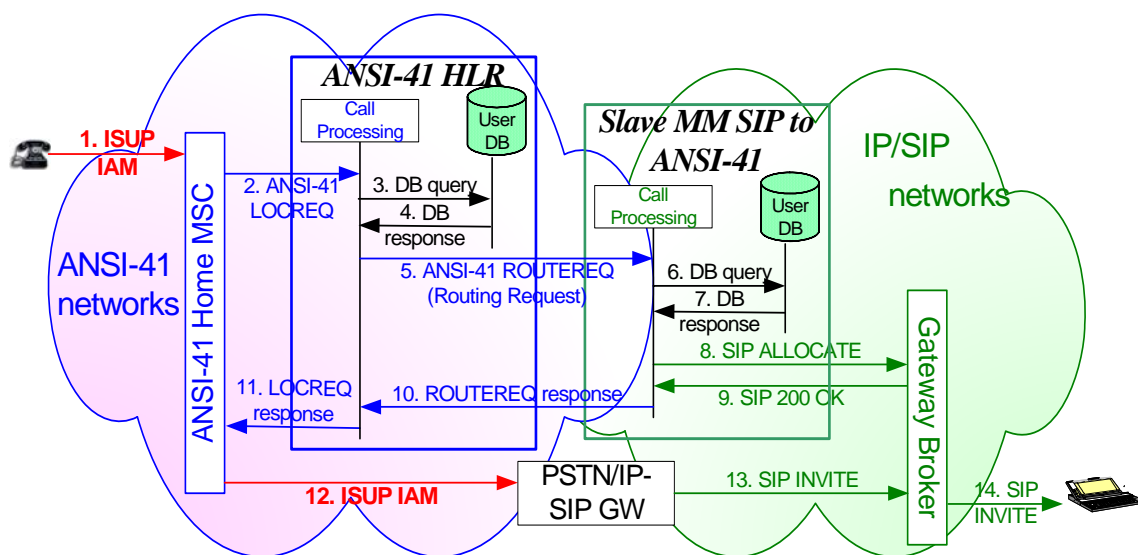 ANSI-41 HLR
Call
Processing
User
DB
Slave MM SIP to
ANSI-41
IP/SIP
networks
1. ISUP
IAM
2. ANSI-41
LOCREQ
3. DB query
4. DB
response
Call
Processing
User
DB
ANSI-41
networks
ANSI-41 Home MSC
5. ANSI-41 ROUTEREQ
(Routing Request)
6. DB query
7. DB
response
8. SIP ALLOCATE
9. SIP 200 OK
10. ROUTEREQ response
11. LOCREQ
response
Gateway Broker
12. ISUP IAM
PSTN/IP-
SIP GW
13. SIP INVITE
14. SIP
INVITE